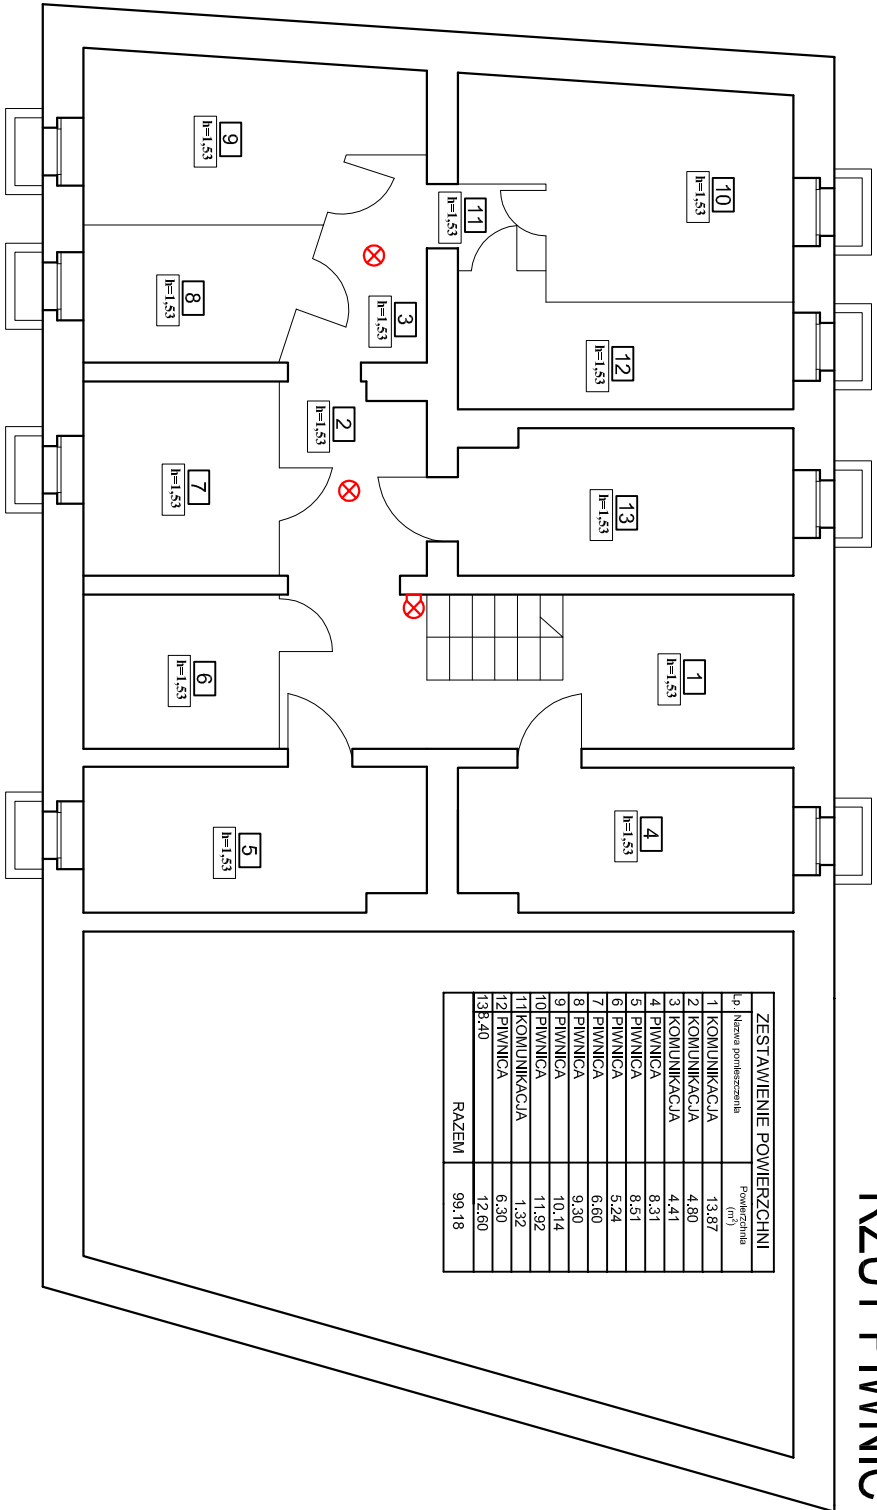 RZUT PIWNIC
10
h=1,53
12
h=1,53
13
h=1,53
1
h=1,53
4
h=1,53
11
h=1,53
3
h=1,53
2
h=1,53
9
h=1,53
8
h=1,53
7
h=1,53
6
h=1,53
5
h=1,53
ZESTAWIENIE POWIERZCHNI
Lp. Nazwa pomieszczenia Powierzchnia (m²)
1 KOMUNIKACJA 13.87
2 KOMUNIKACJA 4.80
3 KOMUNIKACJA 4.41
4 PIWNICA 8.31
5 PIWNICA 8.51
6 PIWNICA 5.24
7 PIWNICA 6.60
8 PIWNICA 9.30
9 PIWNICA 10.14
10 PIWNICA 11.92
11 KOMUNIKACJA 1.32
12 PIWNICA 6.30
13 12.60
RAZEM 99.18